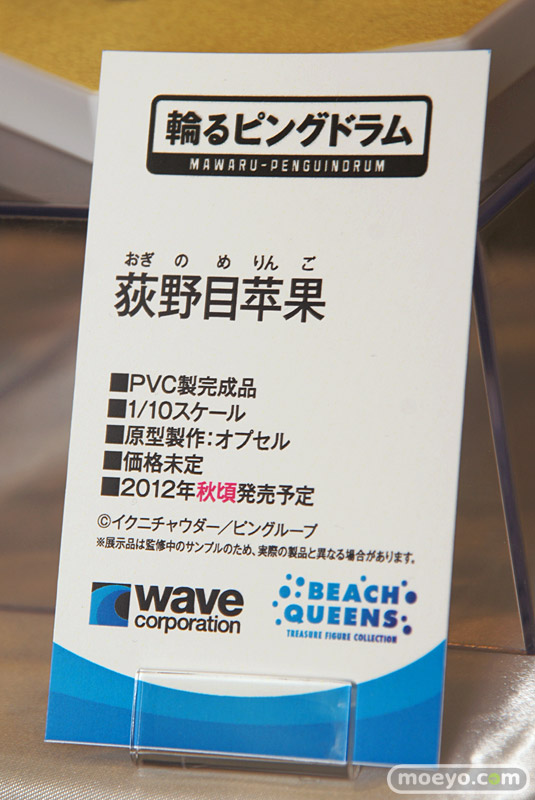 輪るピングドラム
MAWARU-PENGUINDRUM
おぎのめりんご
荻野目苹果
■PVC製完成品
■1/10スケール
■原型製作:オプセル
■価格未定
■2012年秋頃発売予定
©イクニチャウダー/ピングループ
※展示品は監修中のサンプルのため、実際の製品と異なる場合があります。
wave
corporation
BEACH
QUEENS
TREASURE FIGURE COLLECTION
moeyo.com